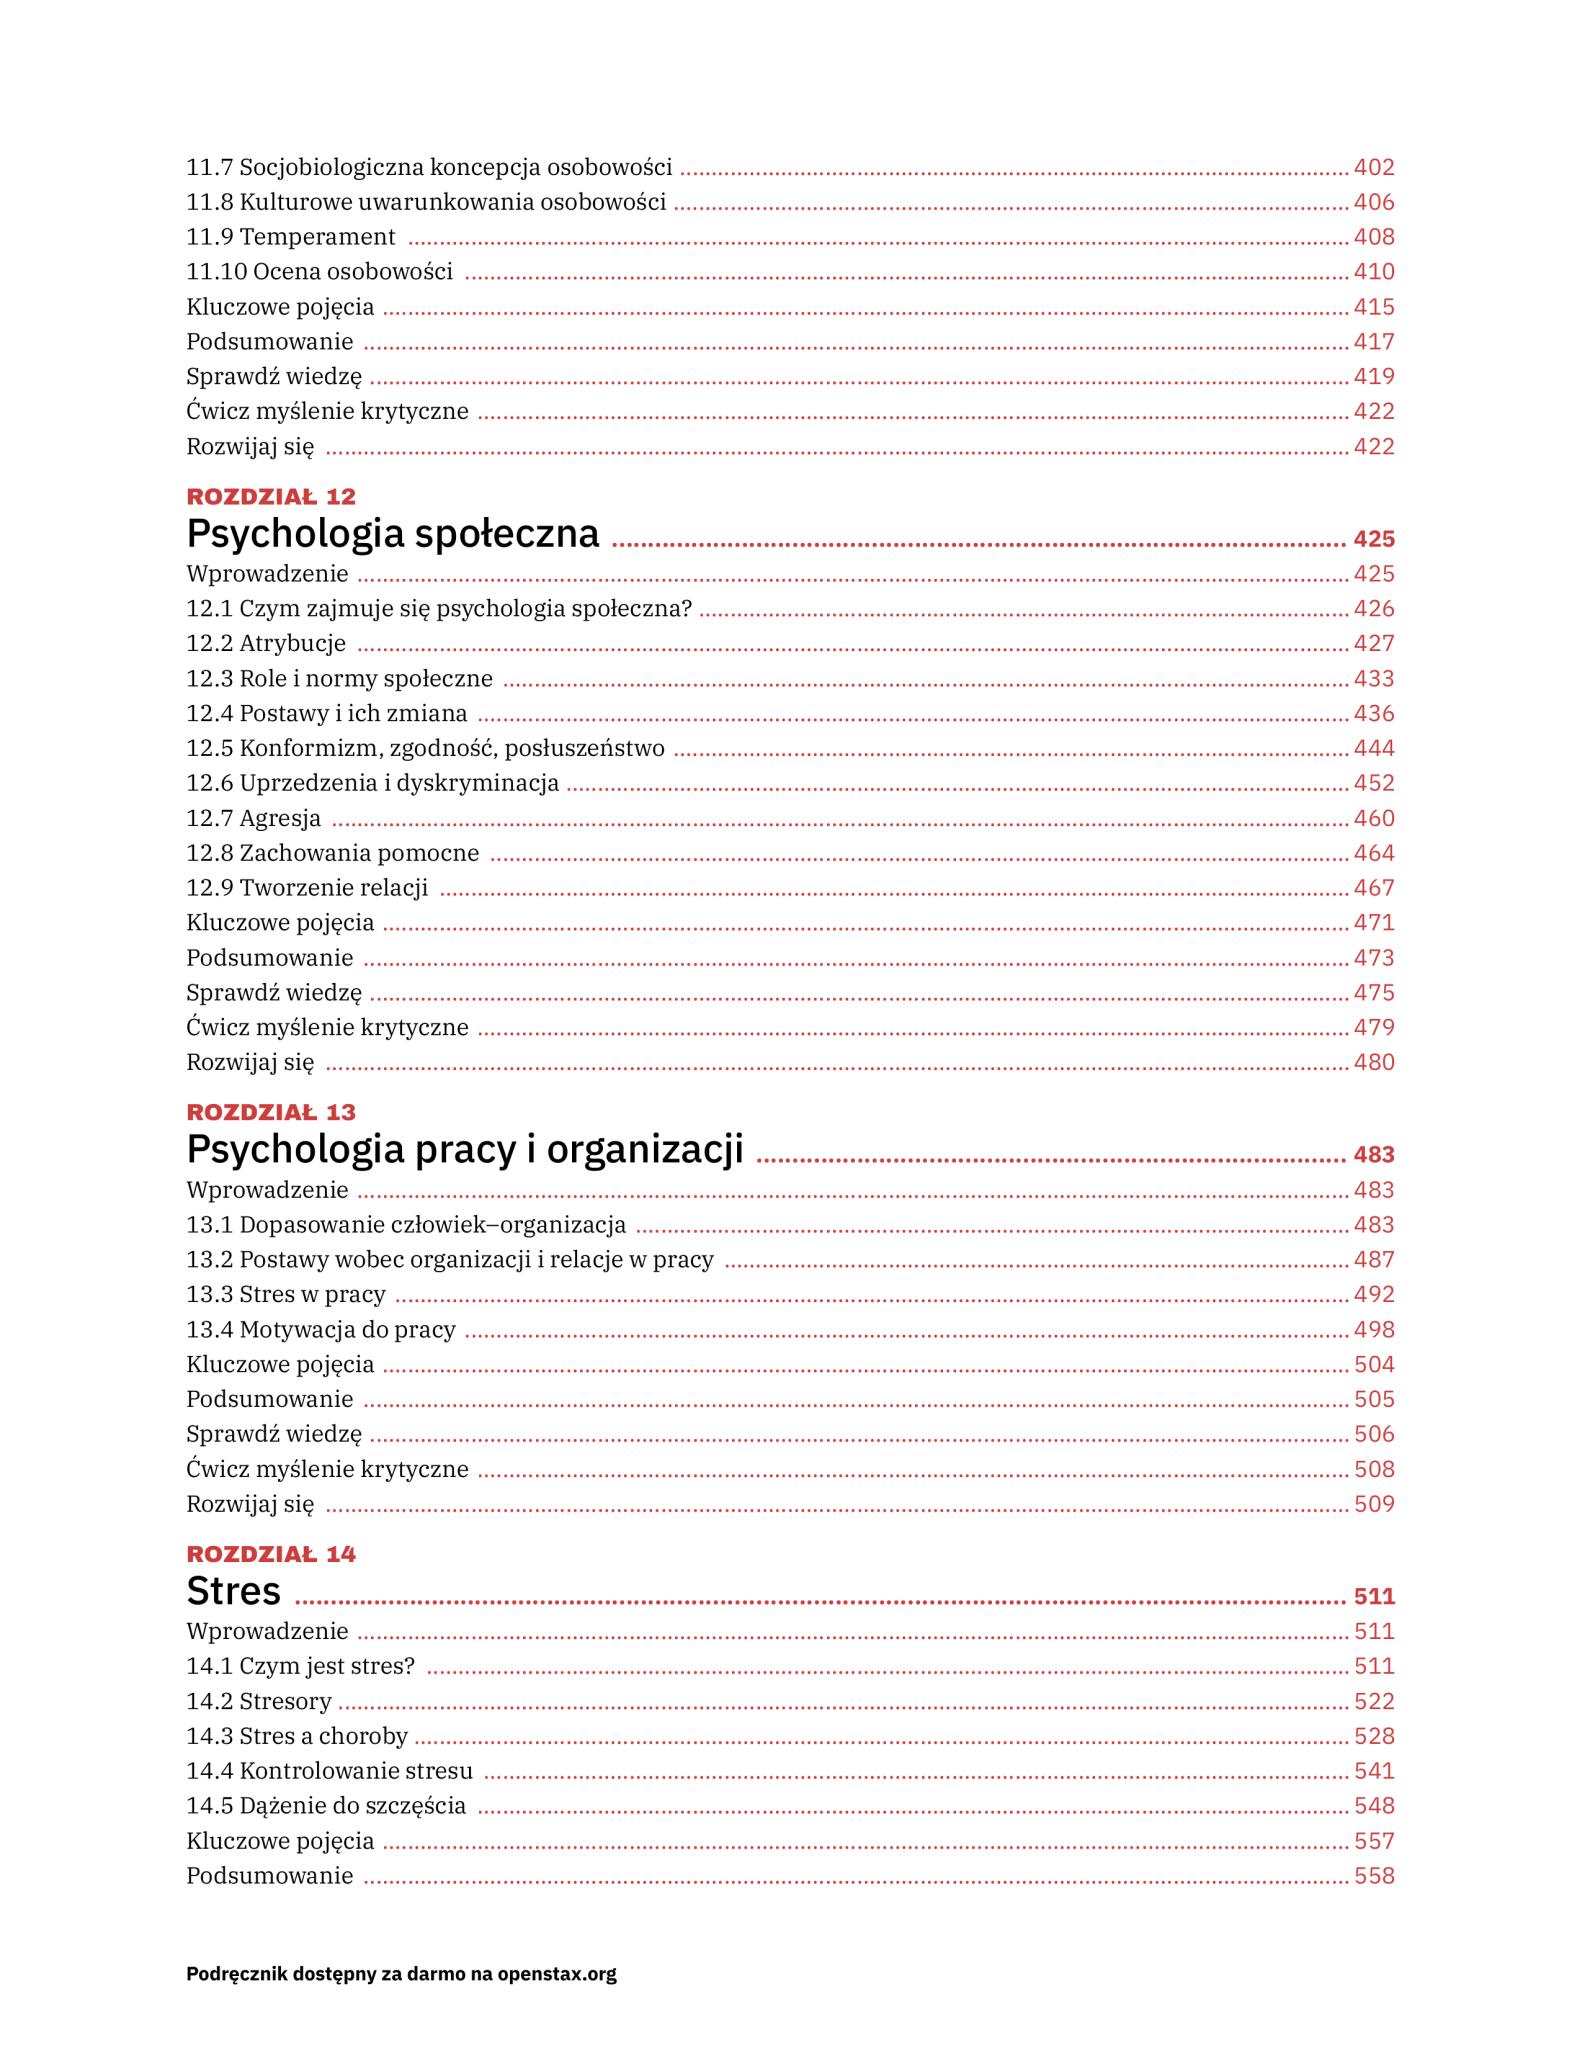 11.7 Socjobiologiczna koncepcja osobowości 402
11.8 Kulturowe uwarunkowania osobowości 406
11.9 Temperament 408
11.10 Ocena osobowości 410
Kluczowe pojęcia 415
Podsumowanie 417
Sprawdź wiedzę 419
Ćwicz myślenie krytyczne 422
Rozwijaj się 422
ROZDZIAŁ 12
Psychologia społeczna 425
Wprowadzenie 425
12.1 Czym zajmuje się psychologia społeczna? 426
12.2 Atrybucje 427
12.3 Role i normy społeczne 433
12.4 Postawy i ich zmiana 436
12.5 Konformizm, zgodność, posłuszeństwo 444
12.6 Uprzedzenia i dyskryminacja 452
12.7 Agresja 460
12.8 Zachowania pomocne 464
12.9 Tworzenie relacji 467
Kluczowe pojęcia 471
Podsumowanie 473
Sprawdź wiedzę 475
Ćwicz myślenie krytyczne 479
Rozwijaj się 480
ROZDZIAŁ 13
Psychologia pracy i organizacji 483
Wprowadzenie 483
13.1 Dopasowanie człowiek–organizacja 483
13.2 Postawy wobec organizacji i relacje w pracy 487
13.3 Stres w pracy 492
13.4 Motywacja do pracy 498
Kluczowe pojęcia 504
Podsumowanie 505
Sprawdź wiedzę 506
Ćwicz myślenie krytyczne 508
Rozwijaj się 509
ROZDZIAŁ 14
Stres 511
Wprowadzenie 511
14.1 Czym jest stres? 511
14.2 Stresory 522
14.3 Stres a choroby 528
14.4 Kontrolowanie stresu 541
14.5 Dążenie do szczęścia 548
Kluczowe pojęcia 557
Podsumowanie 558
Podręcznik dostępny za darmo na openstax.org